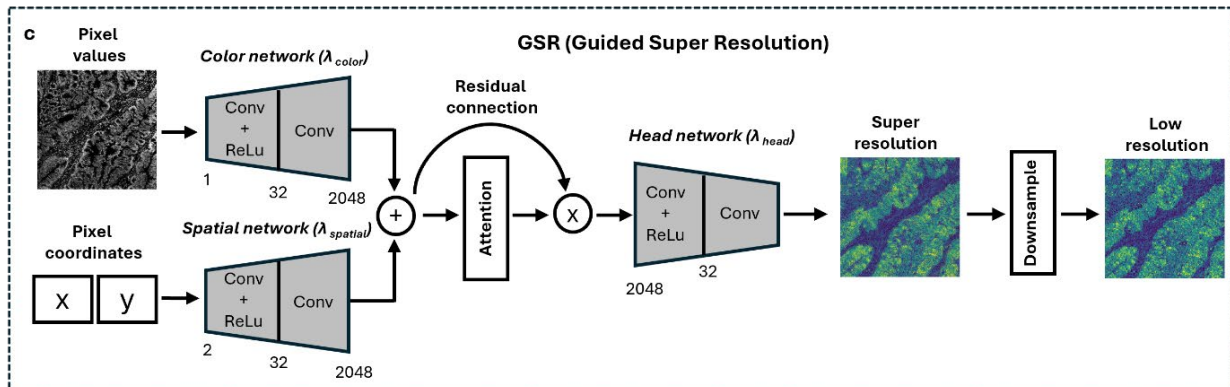 c
Pixel
values
Color network (λ color)
GSR (Guided Super Resolution)
Conv
+
ReLu
Conv
1
32
2048
Residual
connection
Spatial network (λ spatial)
Pixel
coordinates
x
y
Conv
+
ReLu
Conv
2
32
2048
+
Attention
x
Head network (λ head)
Conv
+
ReLu
Conv
2048
32
Super
resolution
Downsample
Low
resolution